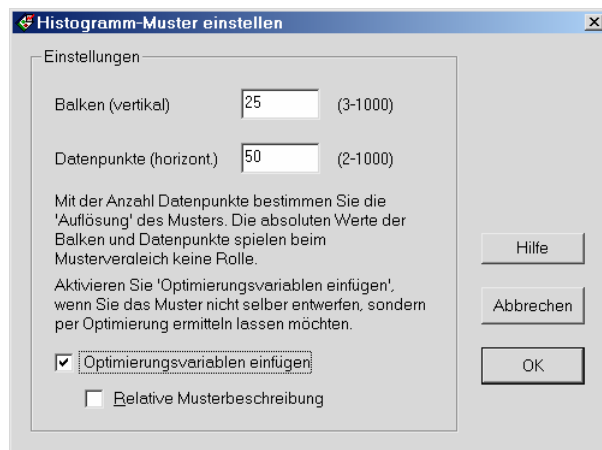 Histogramm-Muster einstellen
Einstellungen
Balken (vertikal) 25 (3-1000)
Datenpunkte (horizont.) 50 (2-1000)
Mit der Anzahl Datenpunkte bestimmen Sie die
'Auflösung' des Musters. Die absoluten Werte der
Balken und Datenpunkte spielen beim
Mustervergleich keine Rolle.
Aktivieren Sie 'Optimierungsvariablen einfügen',
wenn Sie das Muster nicht selber entwerfen, sondern
per Optimierung ermitteln lassen möchten.
Optimierungsvariablen einfügen
Relative Musterbeschreibung
Hilfe
Abbrechen
OK